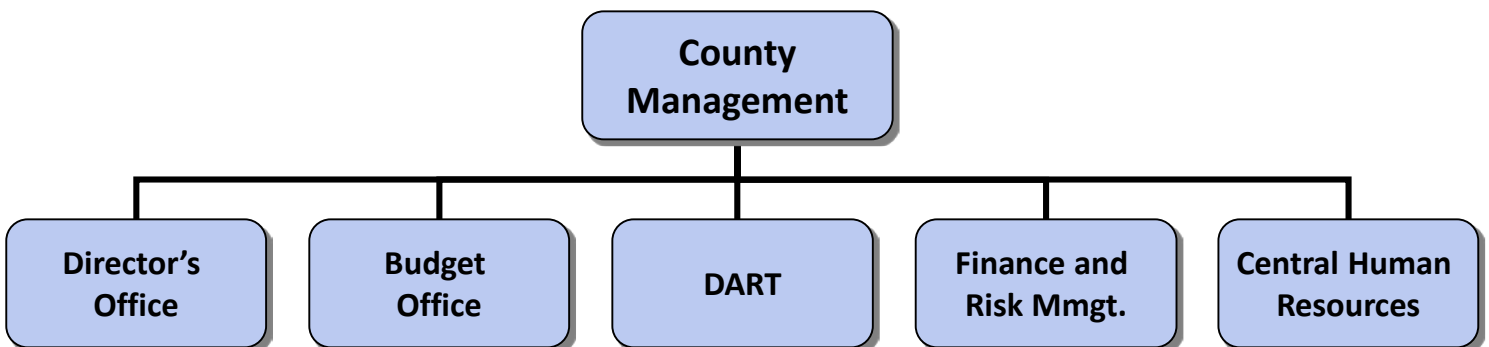 County
Management
Director’s
Office
Budget
Office
DART
Finance and
Risk Mmgt.
Central Human
Resources